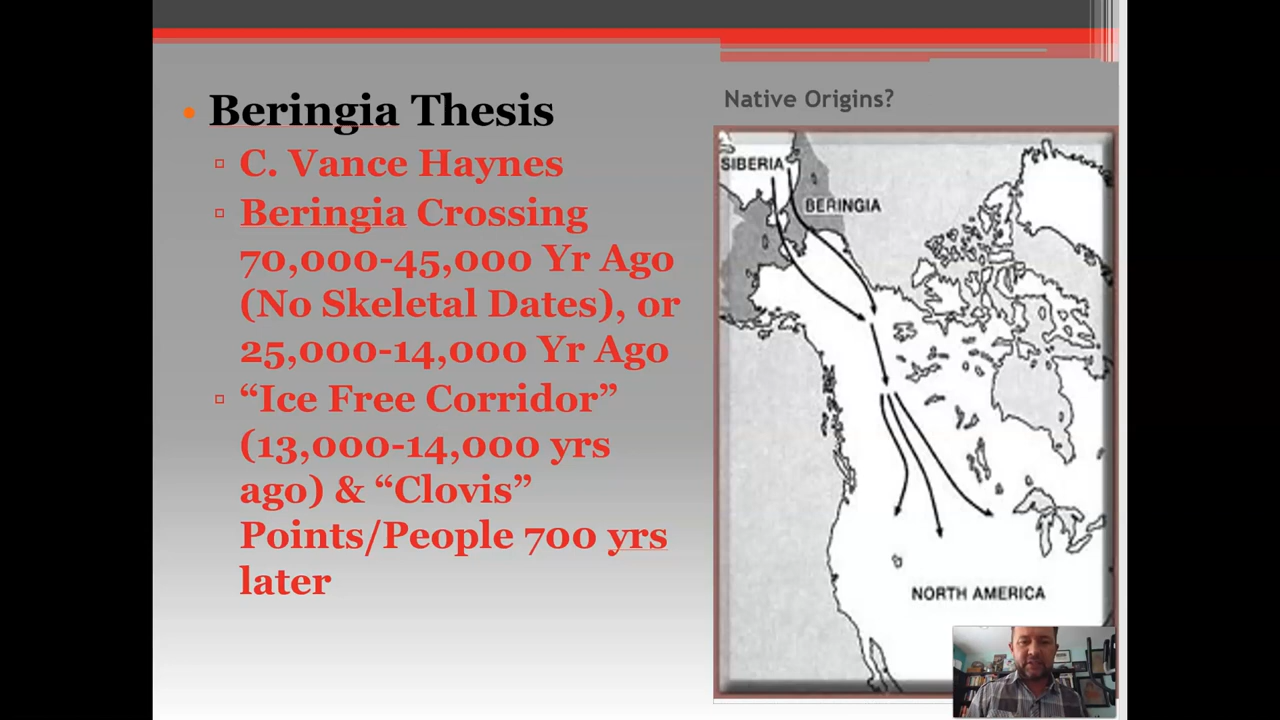 Beringia Thesis
C. Vance Haynes
Beringia Crossing
70,000-45,000 Yr Ago
(No Skeletal Dates), or
25,000-14,000 Yr Ago
“Ice Free Corridor”
(13,000-14,000 yrs
ago) & “Clovis”
Points/People 700 yrs
later
Native Origins?
SIBERIA
BERINGIA
NORTH AMERICA